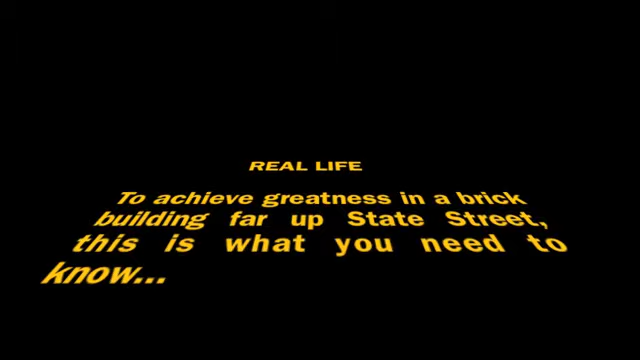 REAL LIFE
To achieve greatness in a brick
building far up State Street,
this is what you need to
know...